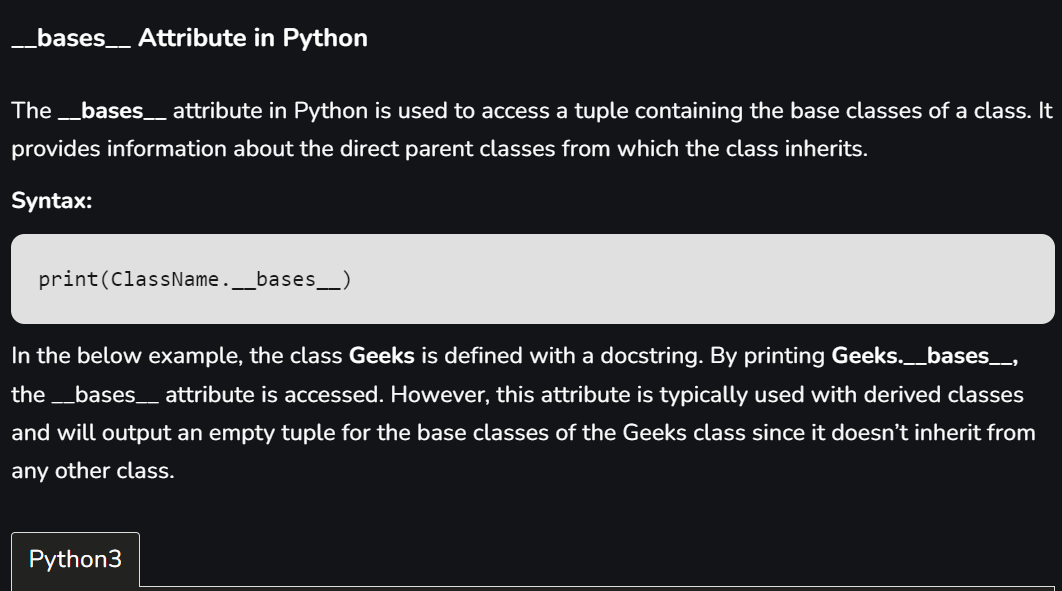 __bases__ Attribute in Python
The __bases__ attribute in Python is used to access a tuple containing the base classes of a class. It
provides information about the direct parent classes from which the class inherits.
Syntax:
print(ClassName.__bases__)
In the below example, the class Geeks is defined with a docstring. By printing Geeks.__bases__,
the __bases__ attribute is accessed. However, this attribute is typically used with derived classes
and will output an empty tuple for the base classes of the Geeks class since it doesn’t inherit from
any other class.
Python3